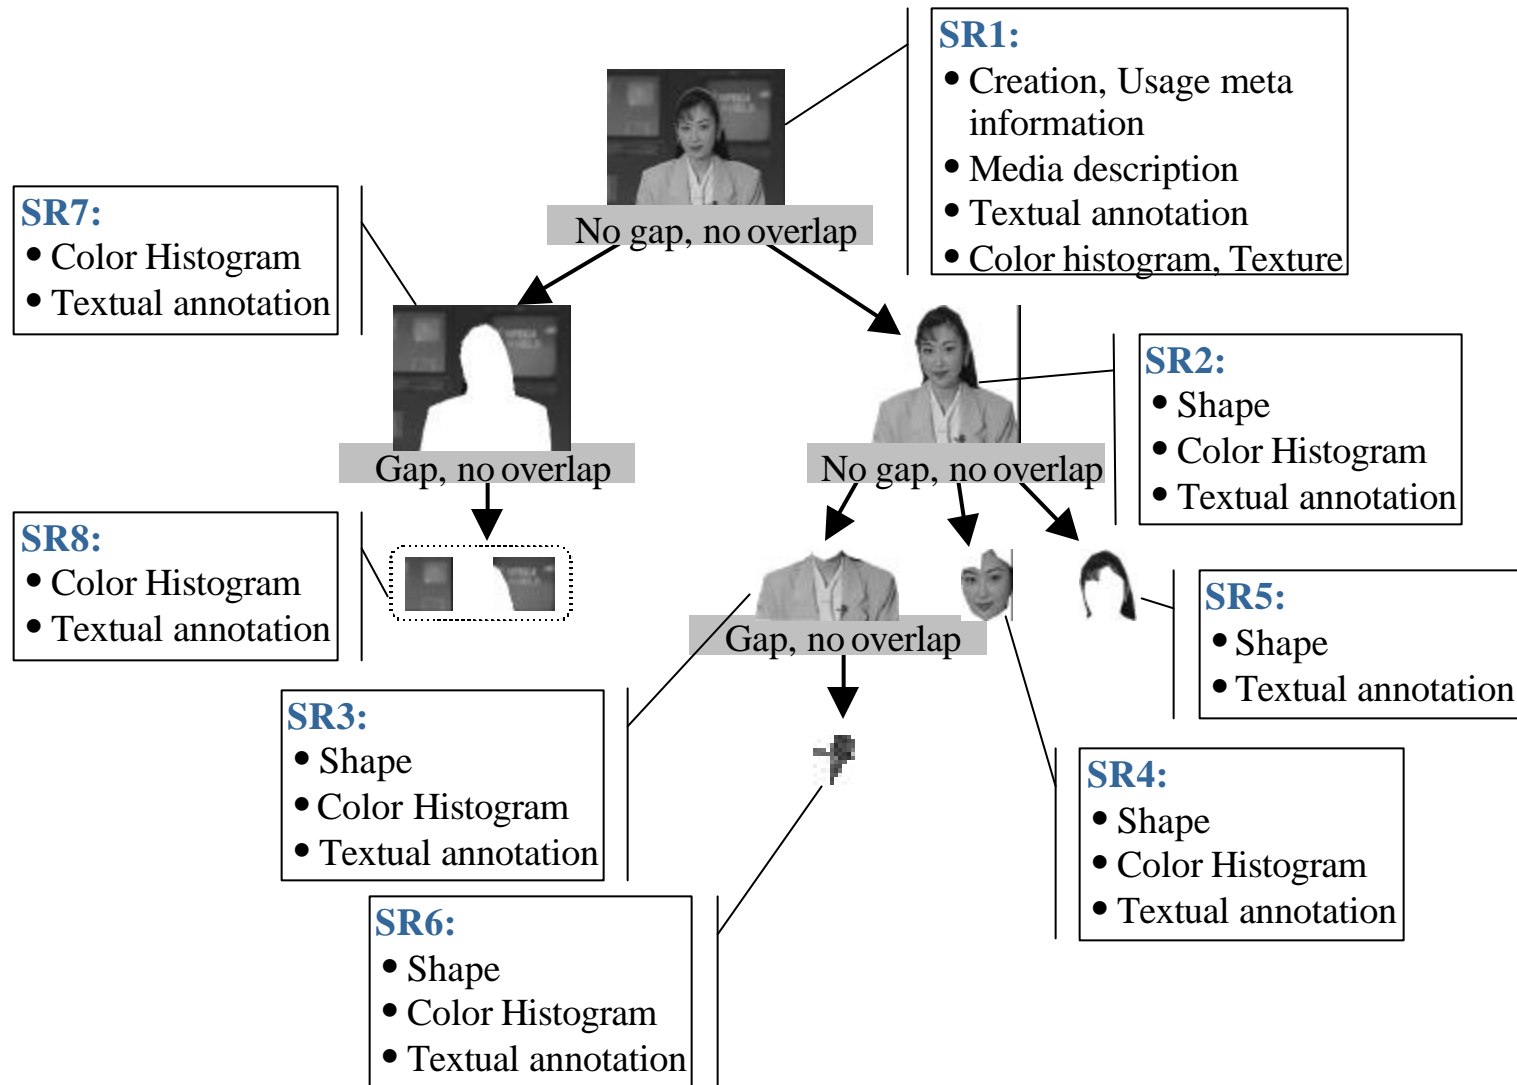 SR1:
• Creation, Usage meta
information
• Media description
• Textual annotation
• Color histogram, Texture
No gap, no overlap
SR7:
• Color Histogram
• Textual annotation
SR2:
• Shape
• Color Histogram
• Textual annotation
Gap, no overlap
No gap, no overlap
SR8:
• Color Histogram
• Textual annotation
SR5:
• Shape
• Textual annotation
Gap, no overlap
SR3:
• Shape
• Color Histogram
• Textual annotation
SR4:
• Shape
• Color Histogram
• Textual annotation
SR6:
• Shape
• Color Histogram
• Textual annotation